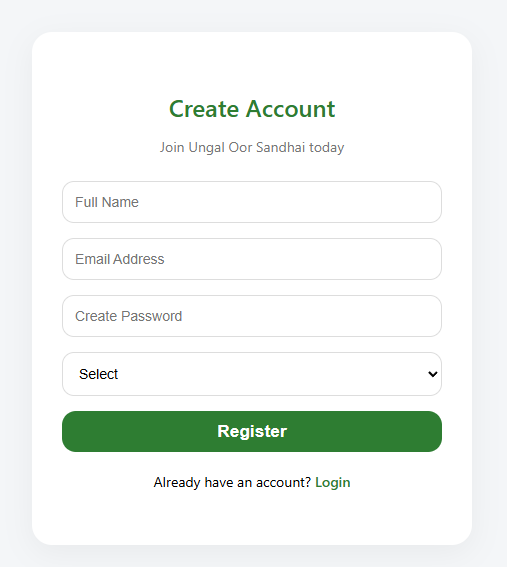 Create Account
Join Ungal Oor Sandhai today
Full Name
Email Address
Create Password
Select
Register
Already have an account? Login